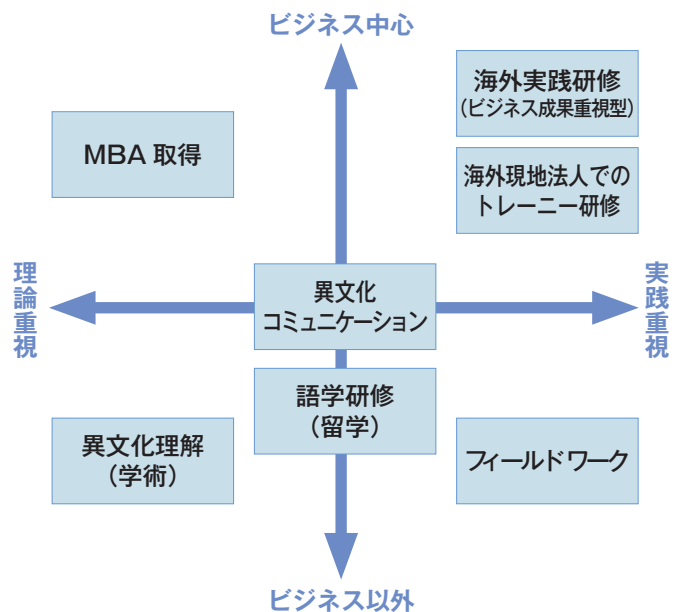 ビジネス中心
海外実践研修
（ビジネス成果重視型）
MBA 取得
海外現地法人での
トレーニー研修
理論重視
異文化
コミュニケーション
実践重視
語学研修
（留学）
異文化理解
（学術）
フィールドワーク
ビジネス以外